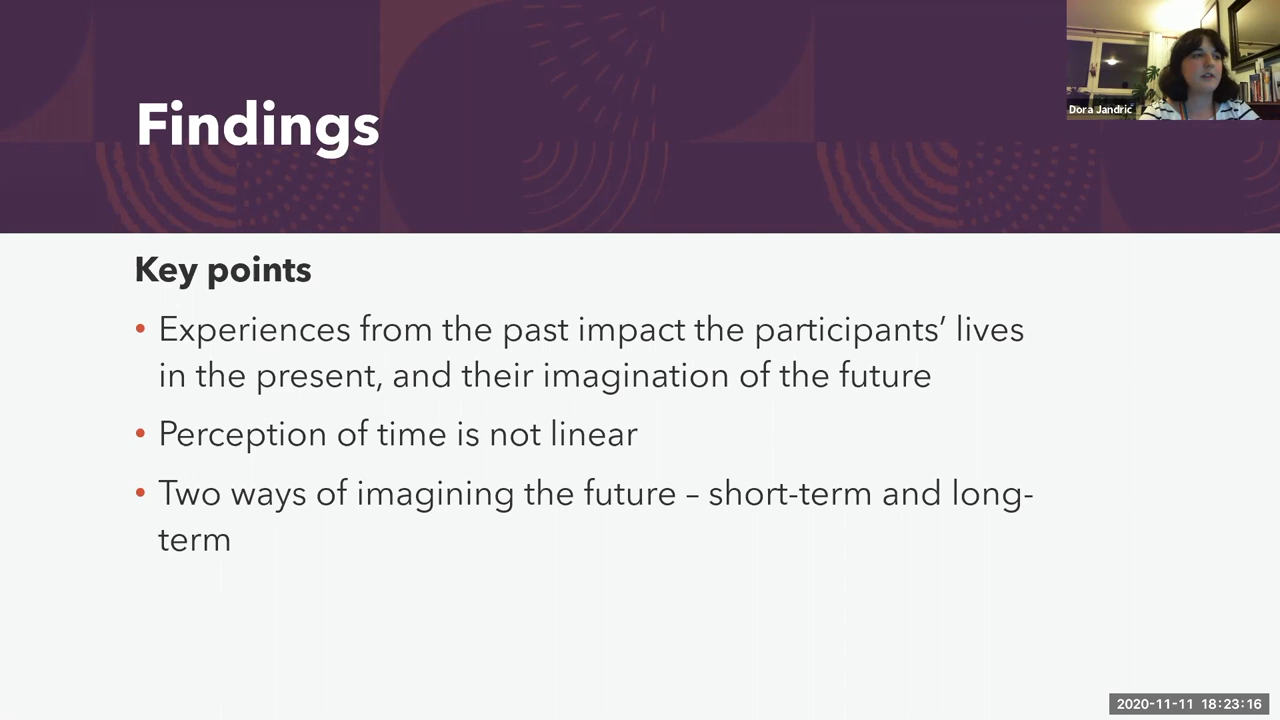 Findings
Dora Jandric
Key points
• Experiences from the past impact the participants’ lives
in the present, and their imagination of the future
• Perception of time is not linear
• Two ways of imagining the future – short-term and long-
term
2020-11-11 18:23:16